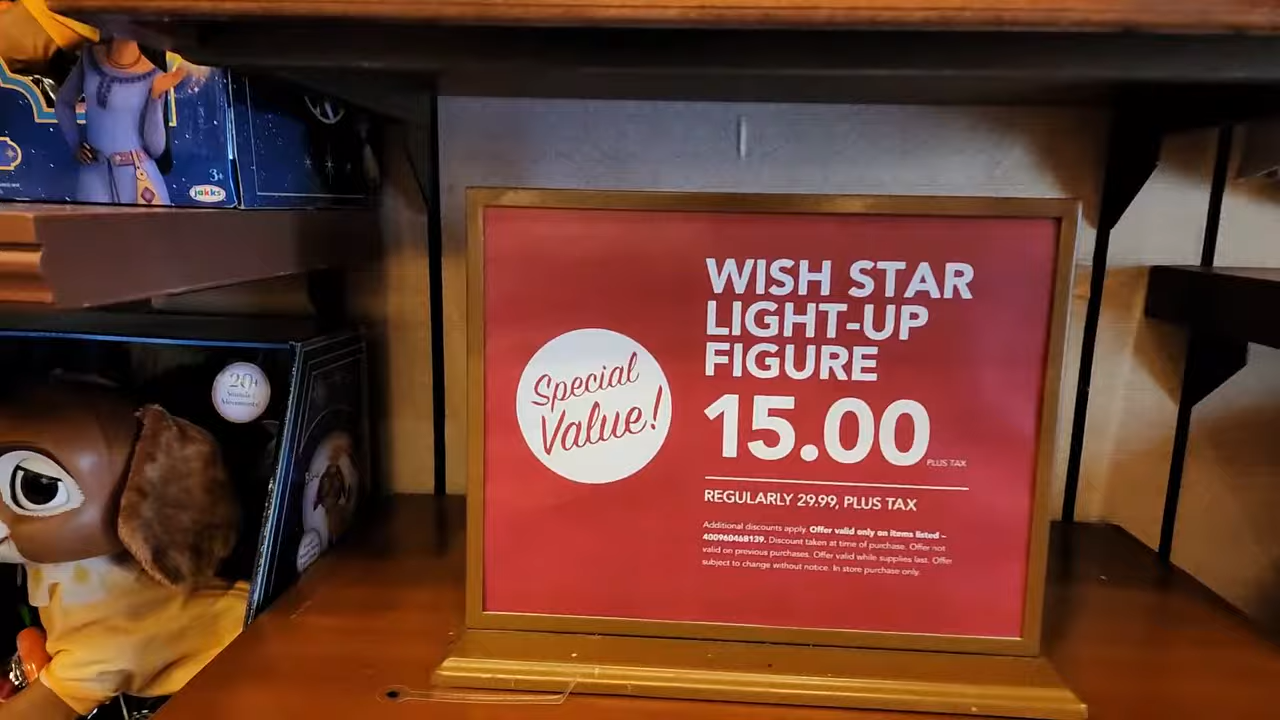 3+
jakks
20+
Sounds &
Movements!
Special
Value!
WISH STAR
LIGHT-UP
FIGURE
15.00
PLUS TAX
REGULARLY 29.99, PLUS TAX
Additional discounts apply. Offer valid only on items listed –
400960468139. Discount taken at time of purchase. Offer not
valid on previous purchases. Offer valid while supplies last. Offer
subject to change without notice. In store purchase only.